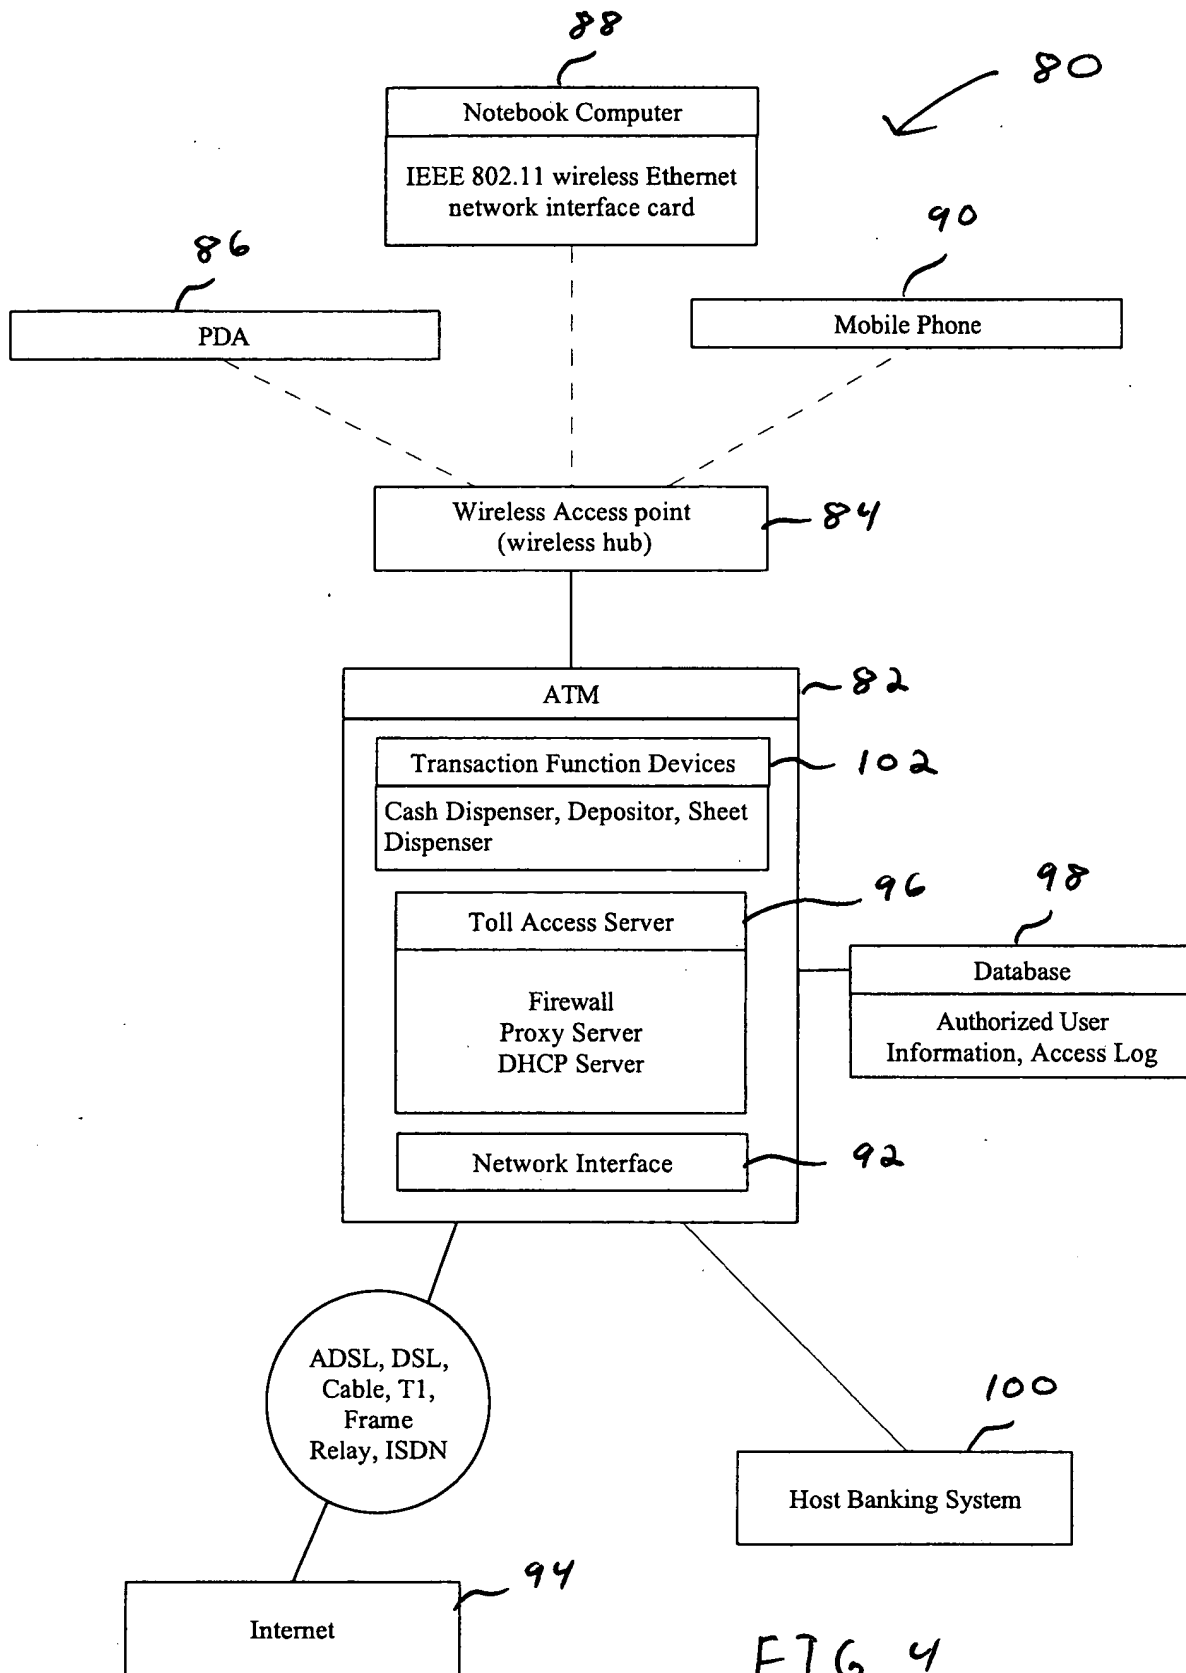 88
80
Notebook Computer
IEEE 802.11 wireless Ethernet
network interface card
86
90
PDA
Mobile Phone
Wireless Access point
(wireless hub)
84
ATM
82
Transaction Function Devices
102
Cash Dispenser, Depositor, Sheet
Dispenser
96
98
Toll Access Server
Database
Firewall
Proxy Server
DHCP Server
Authorized User
Information, Access Log
Network Interface
92
ADSL, DSL,
Cable, T1,
Frame
Relay, ISDN
100
Host Banking System
94
Internet
FIG 4